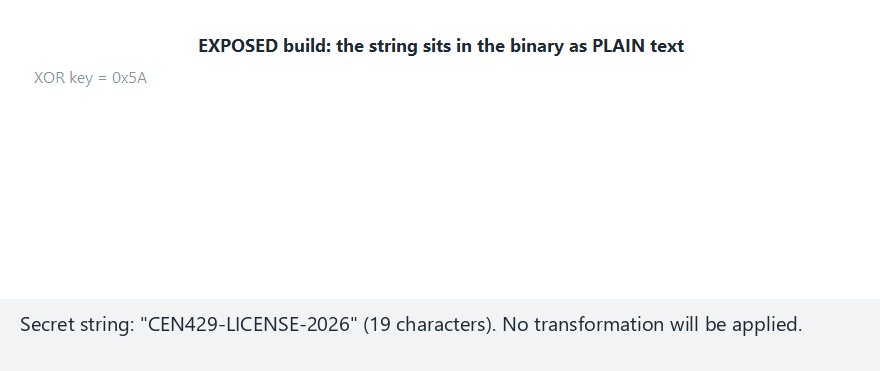 EXPOSED build: the string sits in the binary as PLAIN text
XOR key = 0x5A
Secret string: "CEN429-LICENSE-2026" (19 characters). No transformation will be applied.